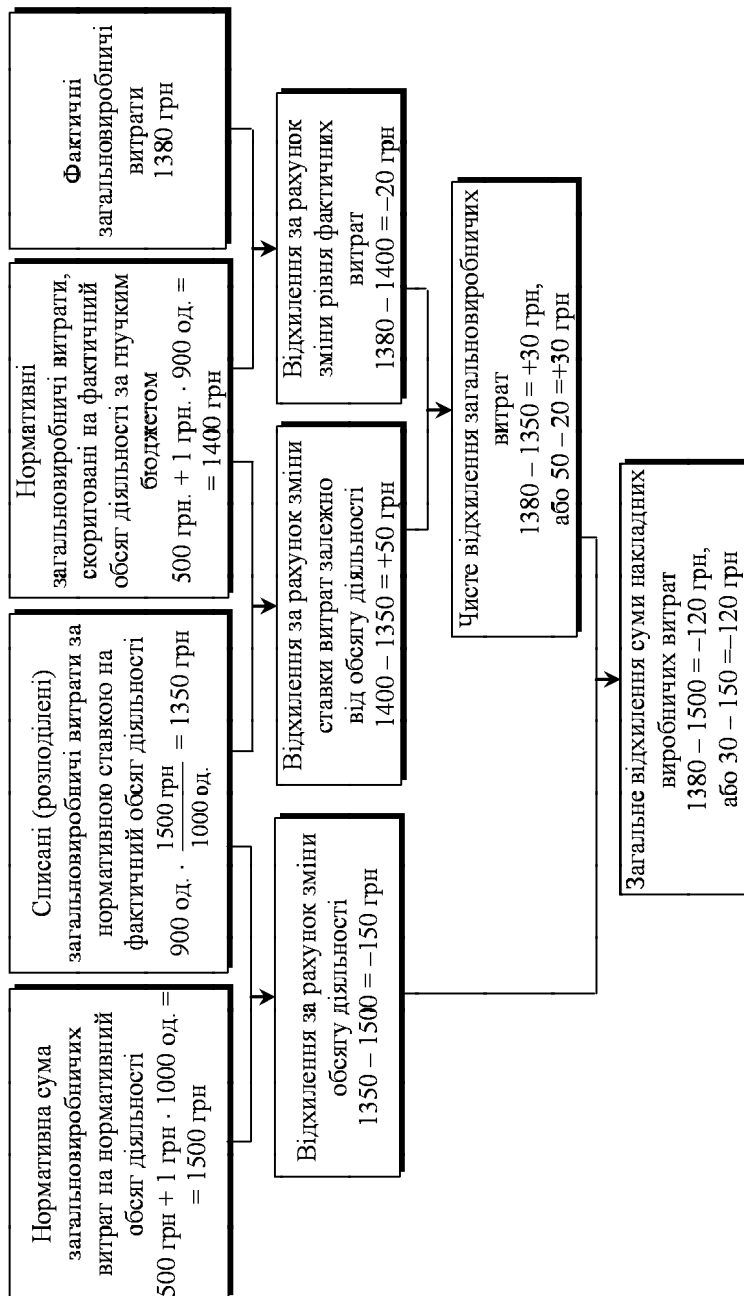 Нормативна сума
загальновиробничих
витрат на нормативний
обсяг діяльності
500 грн + 1 грн · 1000 од. =
= 1500 грн
Списані (розподілені)
загальновиробничі витрати за
нормативною ставкою на
фактичний обсяг діяльності
900 од. · 1500 грн / 1000 од. = 1350 грн
Нормативні
загальновиробничі витрати,
скориговані на фактичний
обсяг діяльності за гнучким
бюджетом
500 грн. + 1 грн. · 900 од. =
= 1400 грн
Фактичні
загальновиробничі
витрати
1380 грн
Відхилення за рахунок зміни
обсягу діяльності
1350 – 1500 = –150 грн
Відхилення за рахунок зміни
ставки витрат залежно
від обсягу діяльності
1400 – 1350 = +50 грн
Відхилення за рахунок
зміни рівня фактичних
витрат
1380 – 1400 = –20 грн
Чисте відхилення загальновиробничих
витрат
1380 – 1350 = +30 грн,
або 50 – 20 =+30 грн
Загальне відхилення суми накладних
виробничих витрат
1380 – 1500 = –120 грн,
або 30 – 150 =–120 грн